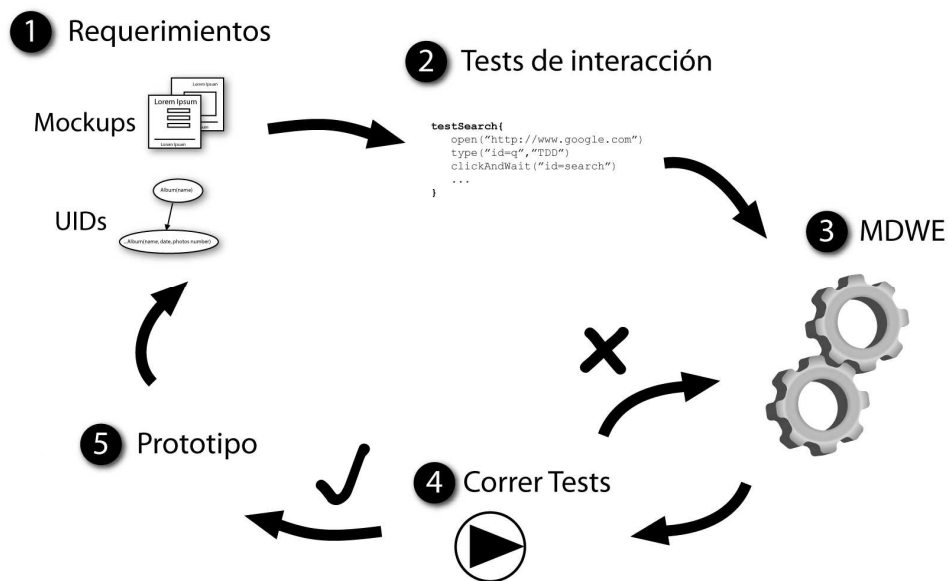 1 Requerimientos
Mockups
Lorem Ipsum
Lorem Ipsum
Lorem Ipsum
UIDs
Album(name)
...Album(name, date, photos number)
2 Tests de interacción
testSearch{
open("http://www.google.com")
type("id=q","TDD")
clickAndWait("id=search")
...
}
3 MDWE
4 Correr Tests
5 Prototipo